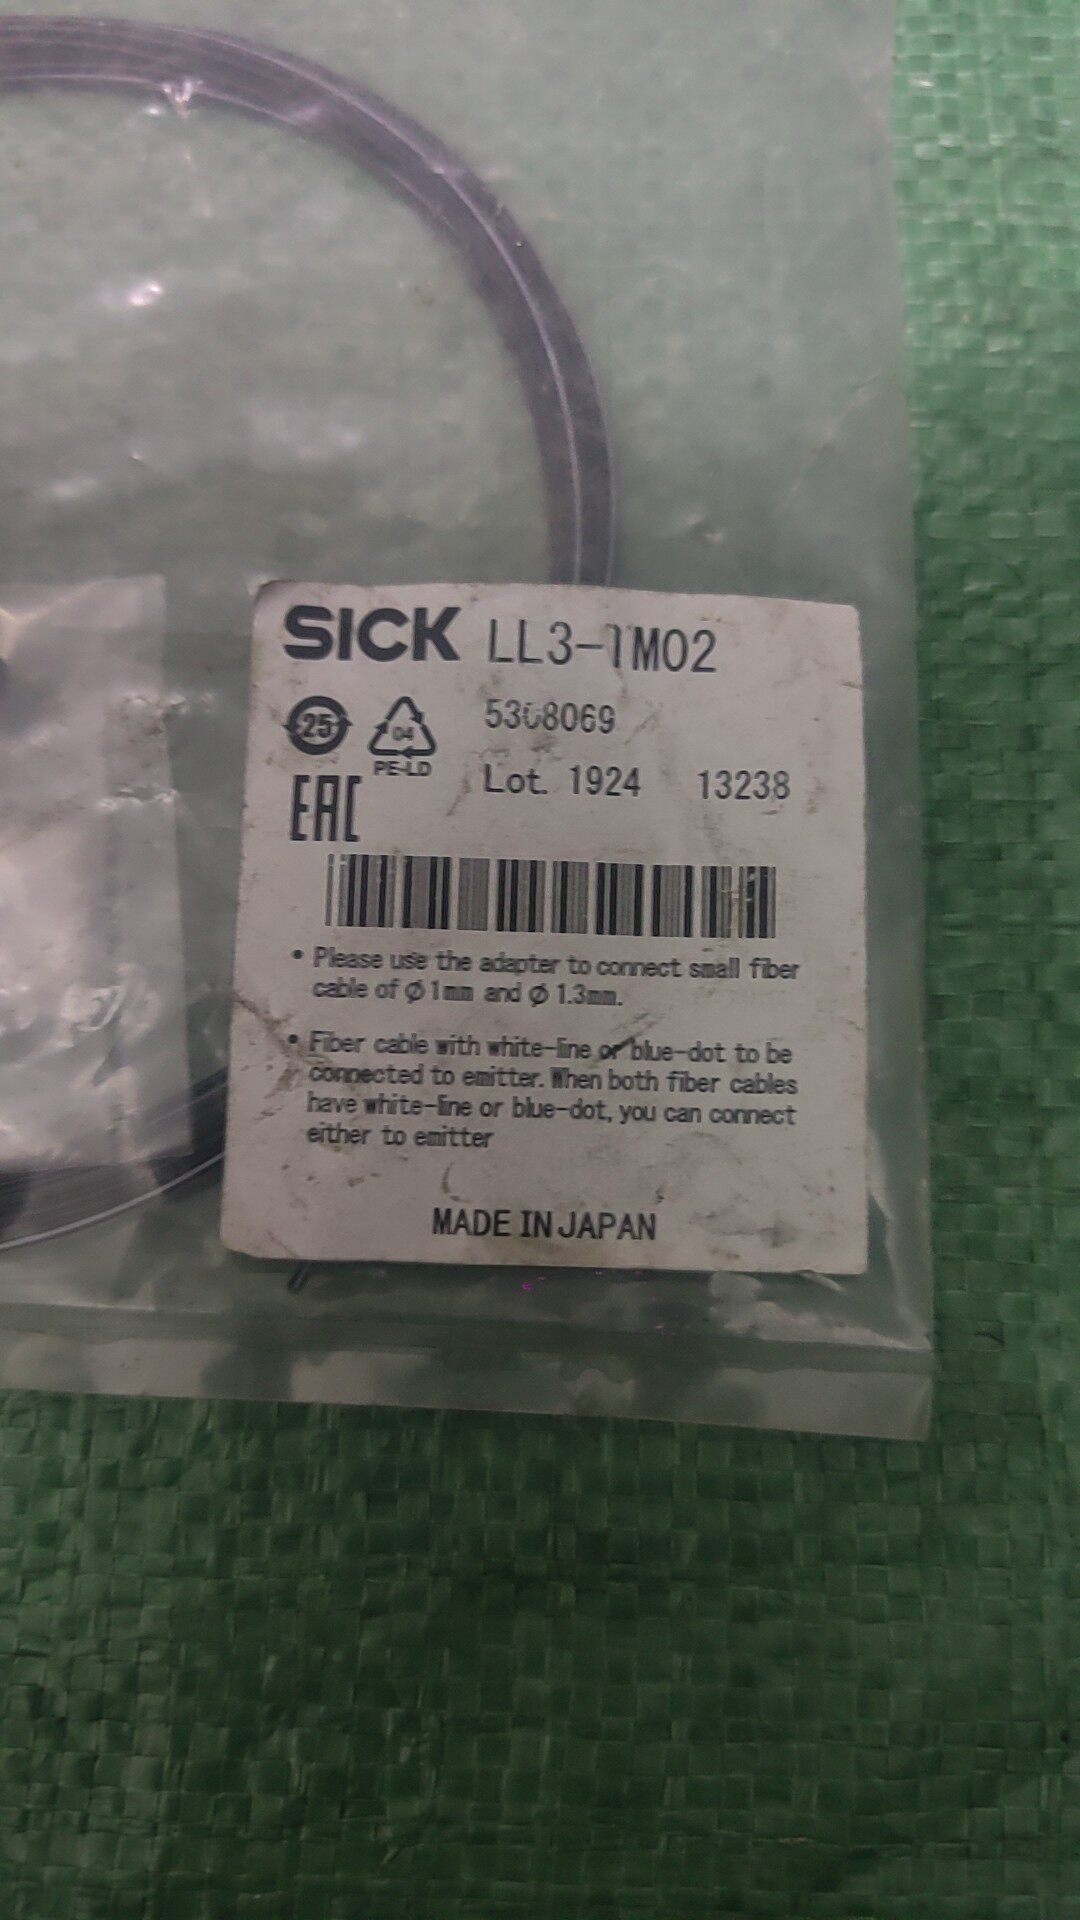 SICK LL3-TM02
25 04 5308069
PE-LD
Lot. 1924 13238
EAC
• Please use the adapter to connect small fiber
cable of Ø 1mm and Ø 1.3mm.
• Fiber cable with white-line or blue-dot to be
connected to emitter. When both fiber cables
have white-line or blue-dot, you can connect
either to emitter
MADE IN JAPAN